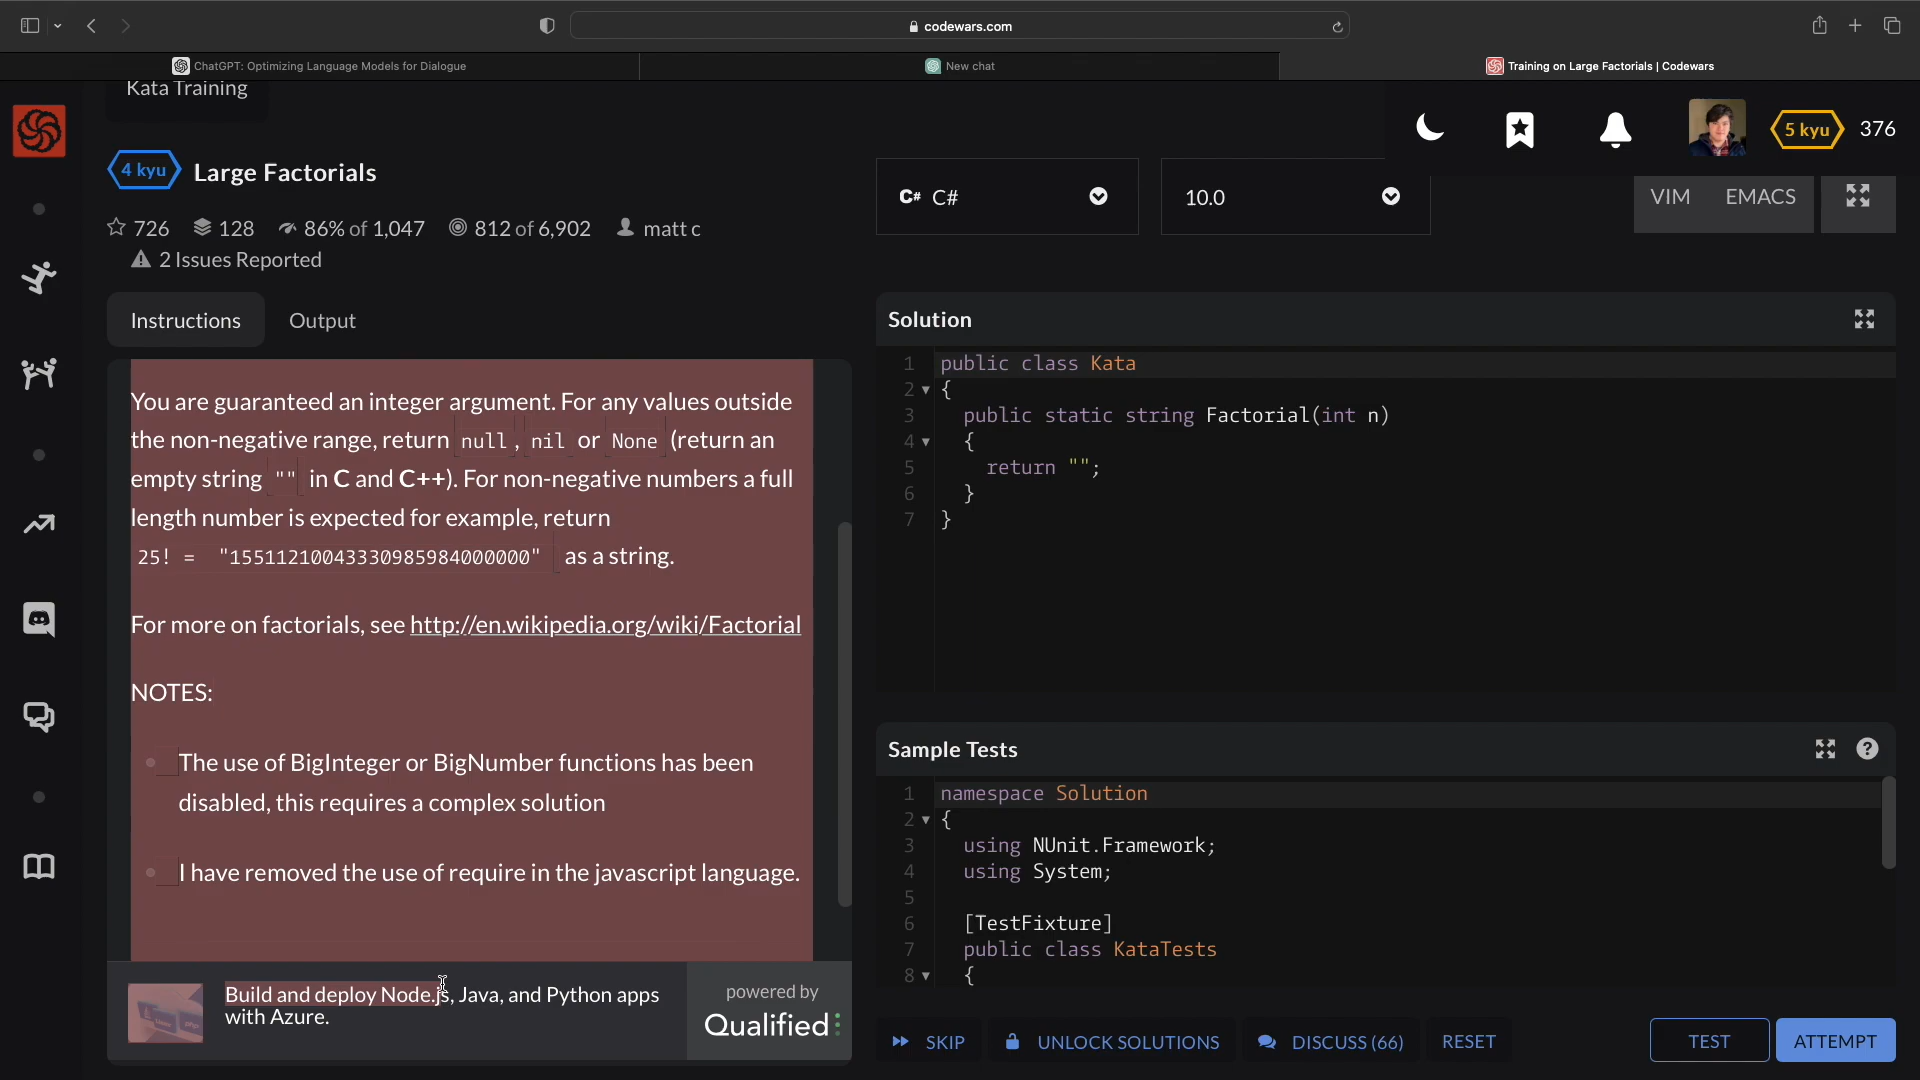 codewars.com
ChatGPT: Optimizing Language Models for Dialogue
New chat
Training on Large Factorials | Codewars
Kata Training
5 kyu
376
4 kyu
Large Factorials
726
128
86% of 1,047
812 of 6,902
matt c
2 Issues Reported
C# C#
10.0
VIM
EMACS
Instructions
Output
You are guaranteed an integer argument. For any values outside
the non-negative range, return null, nil or None (return an
empty string "" in C and C++). For non-negative numbers a full
length number is expected for example, return
25! = "15511210043330985984000000" as a string.
For more on factorials, see http://en.wikipedia.org/wiki/Factorial
NOTES:
The use of BigInteger or BigNumber functions has been
disabled, this requires a complex solution
I have removed the use of require in the javascript language.
Build and deploy Node.js, Java, and Python apps
with Azure.
powered by
Qualified
Solution
1 public class Kata
2 {
3 public static string Factorial(int n)
4 {
5 return "";
6 }
7 }
Sample Tests
1 namespace Solution
2 {
3 using NUnit.Framework;
4 using System;
5
6 [TestFixture]
7 public class KataTests
8 {
SKIP
UNLOCK SOLUTIONS
DISCUSS (66)
RESET
TEST
ATTEMPT